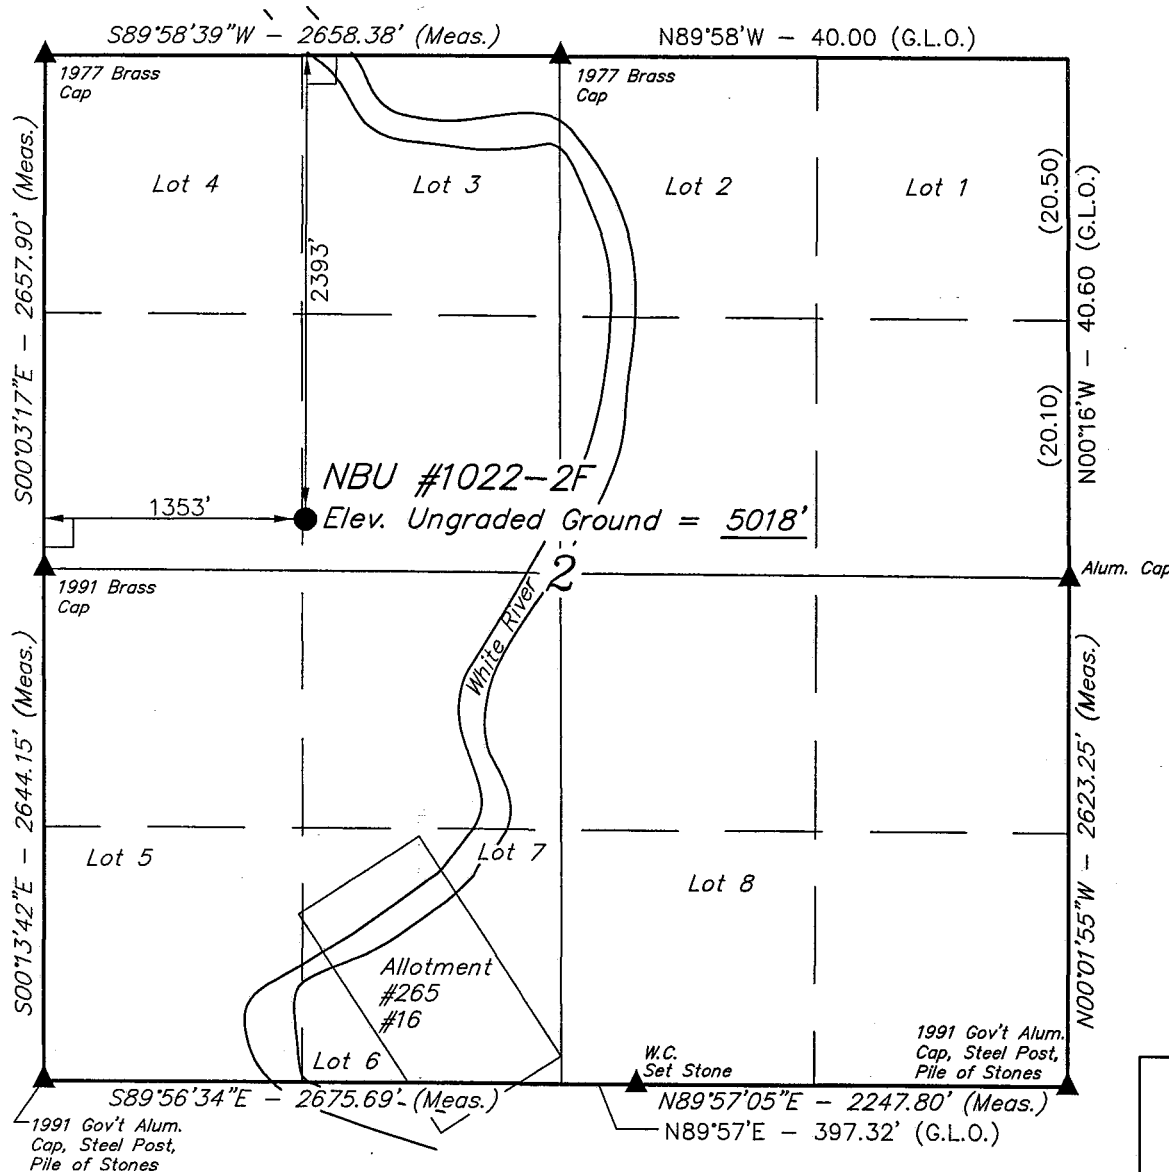 S89°58'39"W - 2658.38' (Meas.)
N89°58'W - 40.00 (G.L.O.)
1977 Brass
Cap
1977 Brass
Cap
S00°03'17"E - 2657.90' (Meas.)
Lot 4
Lot 3
Lot 2
Lot 1
(20.50)
N00°16'W - 40.60 (G.L.O.)
2393'
(20.10)
NBU #1022-2F
1353'
Elev. Ungraded Ground = 5018'
2
1991 Brass
Cap
Alum. Cap
White River
S00°13'42"E - 2644.15' (Meas.)
N00°01'55"W - 2623.25' (Meas.)
Lot 5
Lot 7
Lot 8
Allotment
#265
#16
Lot 6
W.C.
Set Stone
1991 Gov't Alum.
Cap, Steel Post,
Pile of Stones
S89°56'34"E - 2675.69' (Meas.)
N89°57'05"E - 2247.80' (Meas.)
N89°57'E - 397.32' (G.L.O.)
1991 Gov't Alum.
Cap, Steel Post,
Pile of Stones